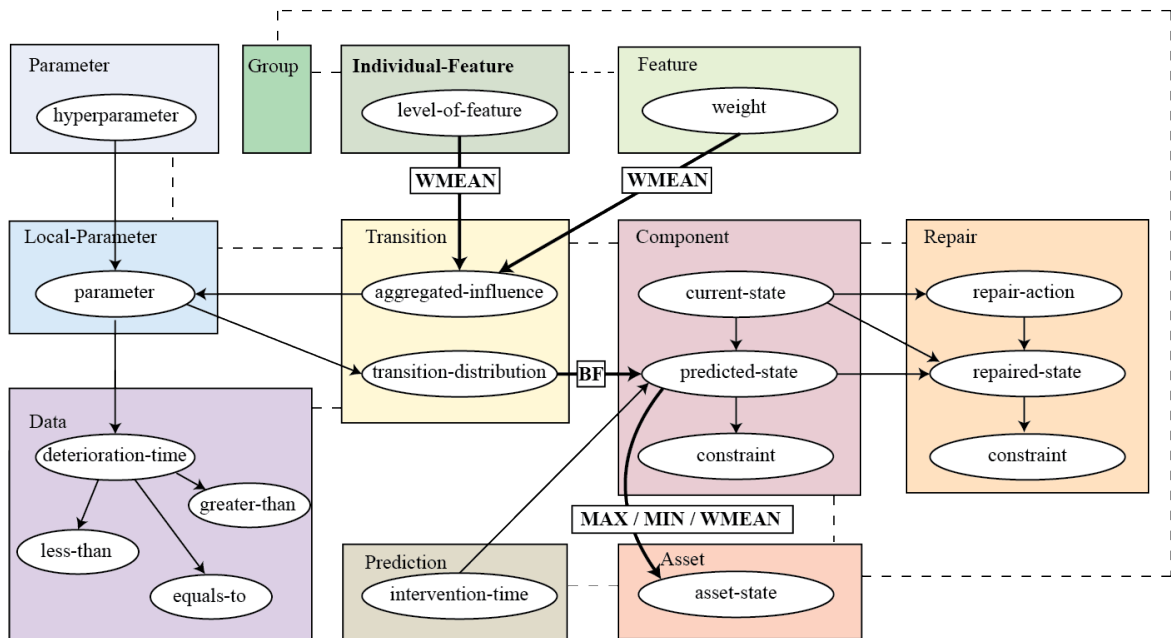 Parameter
hyperparameter
Group
Individual-Feature
level-of-feature
Feature
weight
WMEAN
WMEAN
Local-Parameter
parameter
Transition
aggregated-influence
transition-distribution
BF
Component
current-state
predicted-state
constraint
Repair
repair-action
repaired-state
constraint
Data
deterioration-time
greater-than
less-than
equals-to
MAX / MIN / WMEAN
Prediction
intervention-time
Asset
asset-state